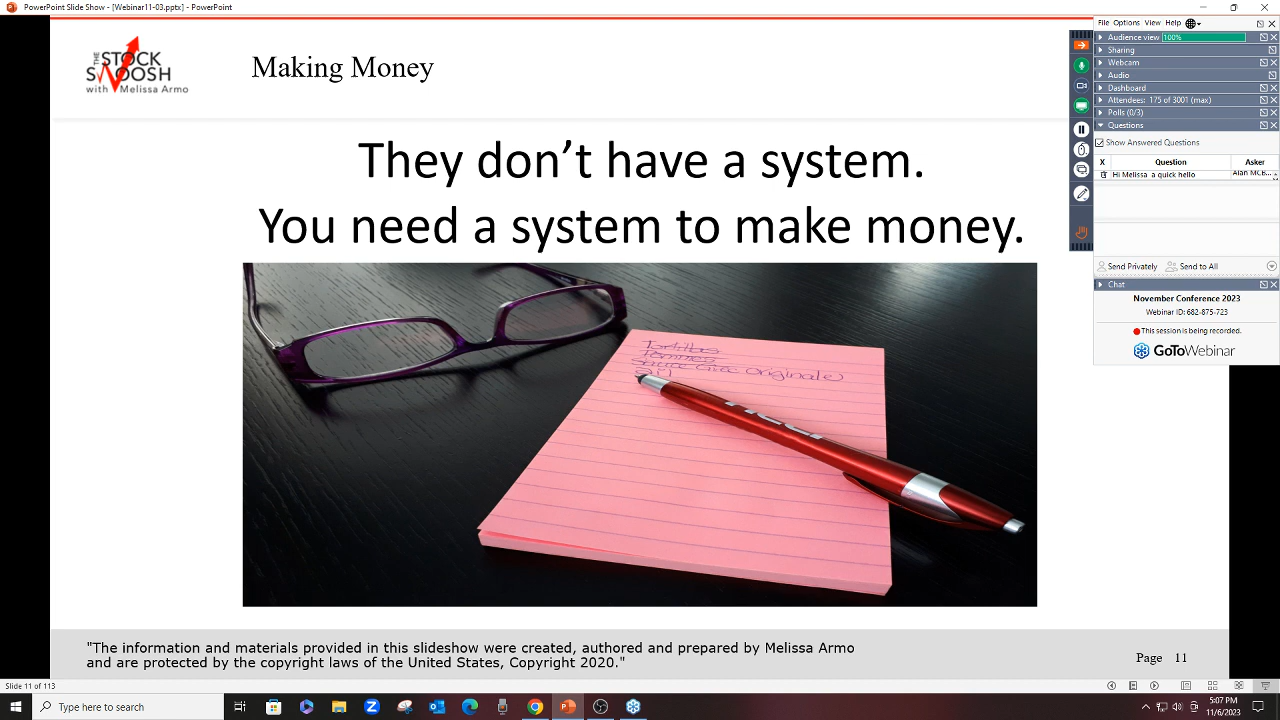 PowerPoint Slide Show - [Webinar11-03.pptx] - PowerPoint
THE
STOCK
SWOOSH
with Melissa Armo
Making Money
They don’t have a system.
You need a system to make money.
originale)
"The information and materials provided in this slideshow were created, authored and prepared by Melissa Armo
and are protected by the copyright laws of the United States, Copyright 2020."
Page 11
File Options View Help
Audience view 100%
Sharing
Webcam
Audio
Dashboard
Attendees: 175 of 3001 (max)
Polls (0/3)
Questions
Show Answered Questions
X Question Asker
Hi Melissa a quick hello Alan MCB...
Send Privately Send to All
Chat
November Conference 2023
Webinar ID: 682-875-723
This session is being recorded.
GoToWebinar
Slide 11 of 113
Type here to search
5:07 PM
11/6/2023